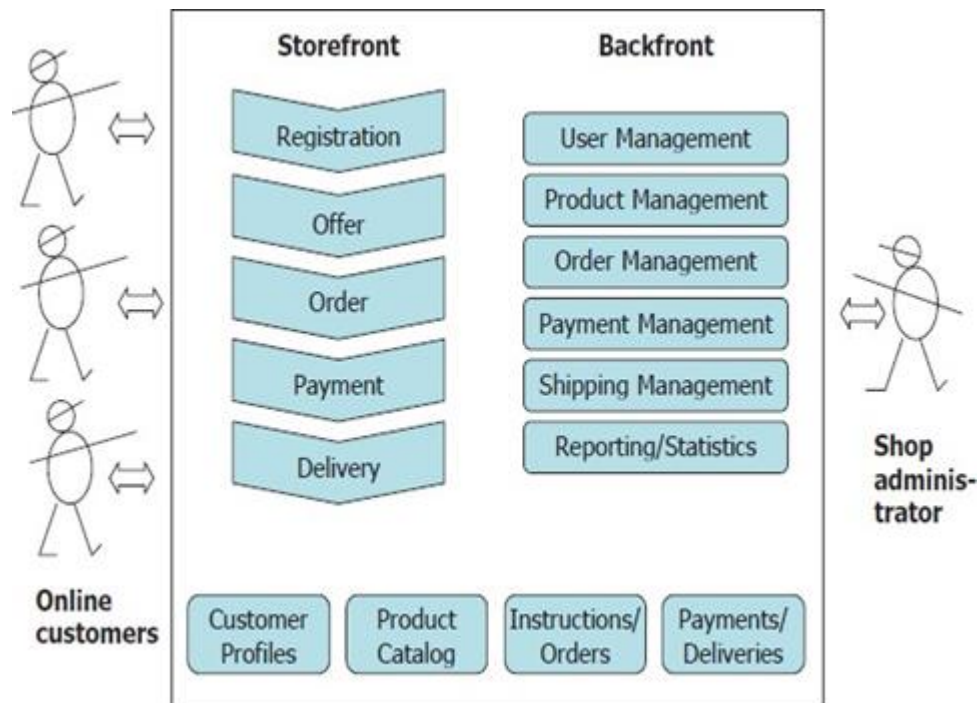 Storefront
Backfront
Registration
Offer
Order
Payment
Delivery
User Management
Product Management
Order Management
Payment Management
Shipping Management
Reporting/Statistics
Online
customers
Shop
adminis-
trator
Customer
Profiles
Product
Catalog
Instructions/
Orders
Payments/
Deliveries